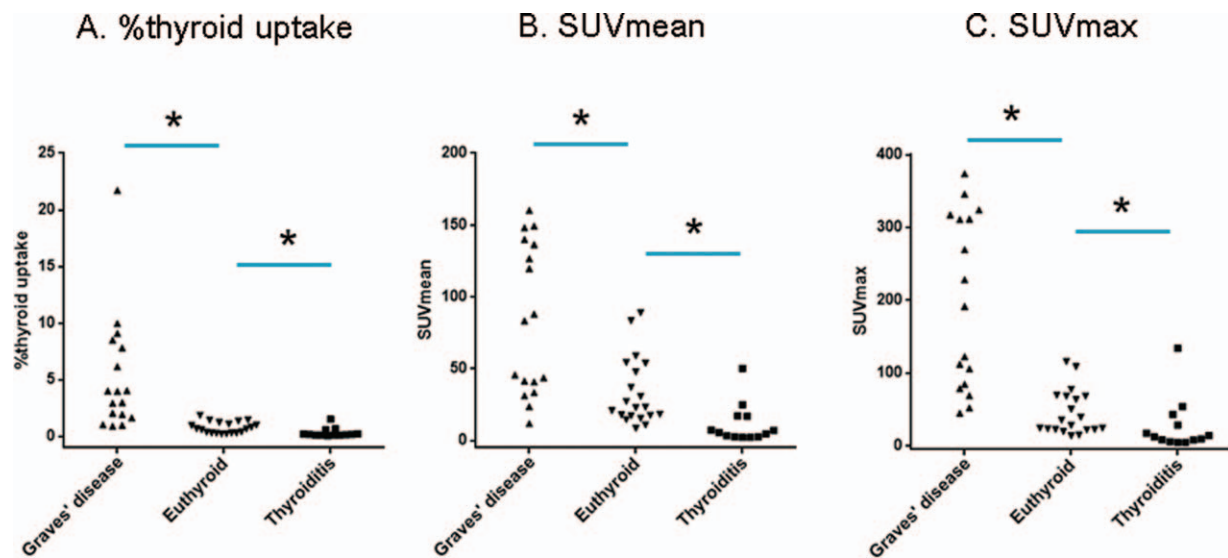 A. %thyroid uptake
B. SUVmean
C. SUVmax
*
*
25
20
15
10
5
0
%thyroid uptake
Graves' disease
Euthyroid
Thyroiditis
*
*
200
150
100
50
0
SUVmean
Graves' disease
Euthyroid
Thyroiditis
*
*
400
300
200
100
0
SUVmax
Graves' disease
Euthyroid
Thyroiditis